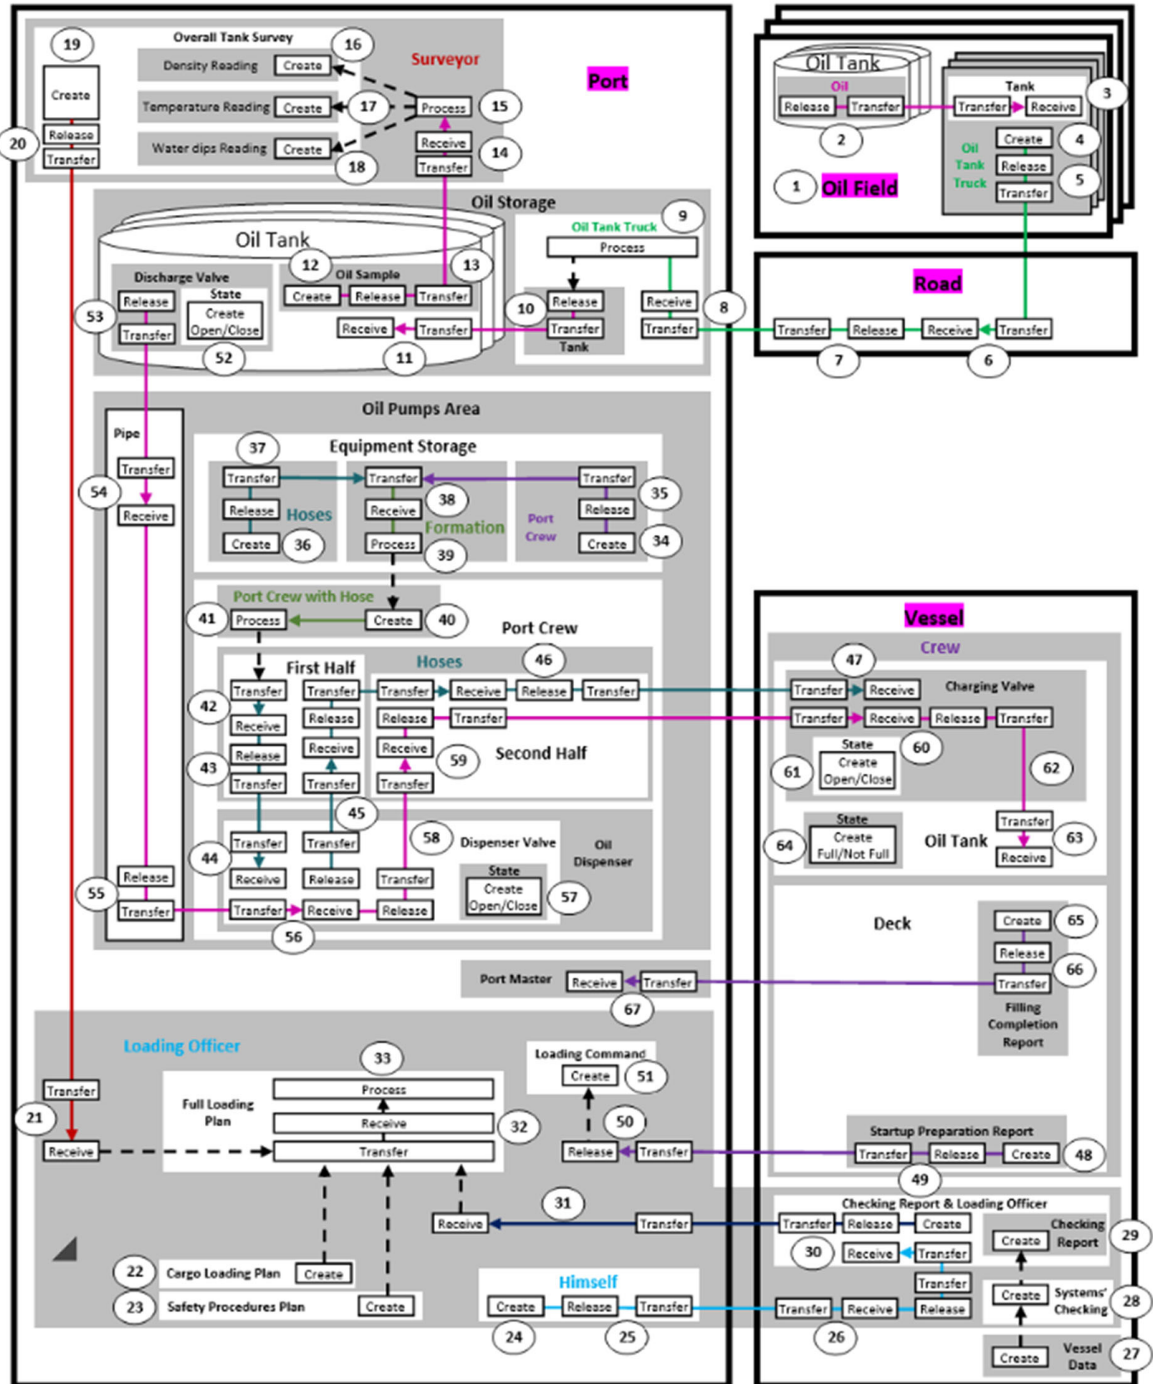 19
Overall Tank Survey
16
Surveyor
Density Reading
Create
Create
17
Process
15
Temperature Reading
Create
20
Release
Receive
14
Transfer
Water dips Reading
Create
18
Transfer
Port
Oil Tank
Oil
Release
Transfer
2
Tank
Transfer
Receive
3
Create
4
Oil
Tank
Truck
Release
5
Transfer
1
Oil Field
Oil Storage
Oil Tank
12
13
Discharge Valve
Oil Sample
53
Release
State
Create
Open/Close
Create
Release
Transfer
Transfer
52
Receive
Transfer
11
9
Oil Tank Truck
Process
10
Release
Transfer
Tank
Receive
8
Transfer
Road
Transfer
Release
Receive
Transfer
7
6
Oil Pumps Area
Pipe
54
Transfer
Receive
Equipment Storage
37
Transfer
Release
Hoses
Create
36
Transfer
38
Receive
Formation
Process
39
Transfer
35
Port
Crew
Release
Create
34
Port Crew with Hose
41
Process
Create
40
Port Crew
First Half
Hoses
46
42
Transfer
Transfer
Transfer
Receive
Release
Transfer
Receive
Release
Release
Transfer
43
Release
Receive
Receive
59
Second Half
Transfer
Transfer
Transfer
45
58
Dispenser Valve
Oil
Dispenser
44
Transfer
Receive
Release
Transfer
State
Create
Open/Close
57
55
Release
Transfer
Transfer
Receive
Release
56
Vessel
Crew
47
Transfer
Receive
Charging Valve
Transfer
Receive
Release
Transfer
60
61
State
Create
Open/Close
62
64
State
Create
Full/Not Full
Oil Tank
Transfer
63
Receive
Deck
Create
65
Release
66
Transfer
Filling
Completion
Report
Port Master
Receive
Transfer
67
Loading Officer
33
Loading Command
Create
51
Transfer
21
Receive
Full Loading
Plan
Process
Receive
32
Transfer
50
Release
Transfer
Startup Preparation Report
Transfer
Release
Create
48
49
31
Receive
Transfer
Checking Report & Loading Officer
Transfer
Release
Create
30
Receive
Transfer
Checking
Report
Create
29
22
Cargo Loading Plan
Create
23
Safety Procedures Plan
Create
Himself
Create
Release
Transfer
24
25
Transfer
Transfer
Receive
Release
26
Create
Systems'
Checking
28
Create
Vessel
Data
27